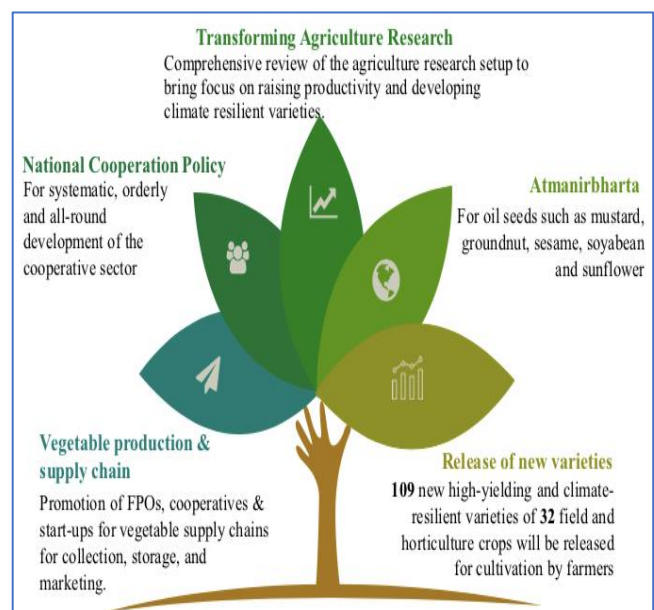 Transforming Agriculture Research
Comprehensive review of the agriculture research setup to
bring focus on raising productivity and developing
climate resilient varieties.
National Cooperation Policy
For systematic, orderly
and all-round
development of the
cooperative sector
Atmanirbharta
For oil seeds such as mustard,
groundnut, sesame, soyabean
and sunflower
Vegetable production &
supply chain
Promotion of FPOs, cooperatives &
start-ups for vegetable supply chains
for collection, storage, and
marketing.
Release of new varieties
109 new high-yielding and climate-
resilient varieties of 32 field and
horticulture crops will be released
for cultivation by farmers